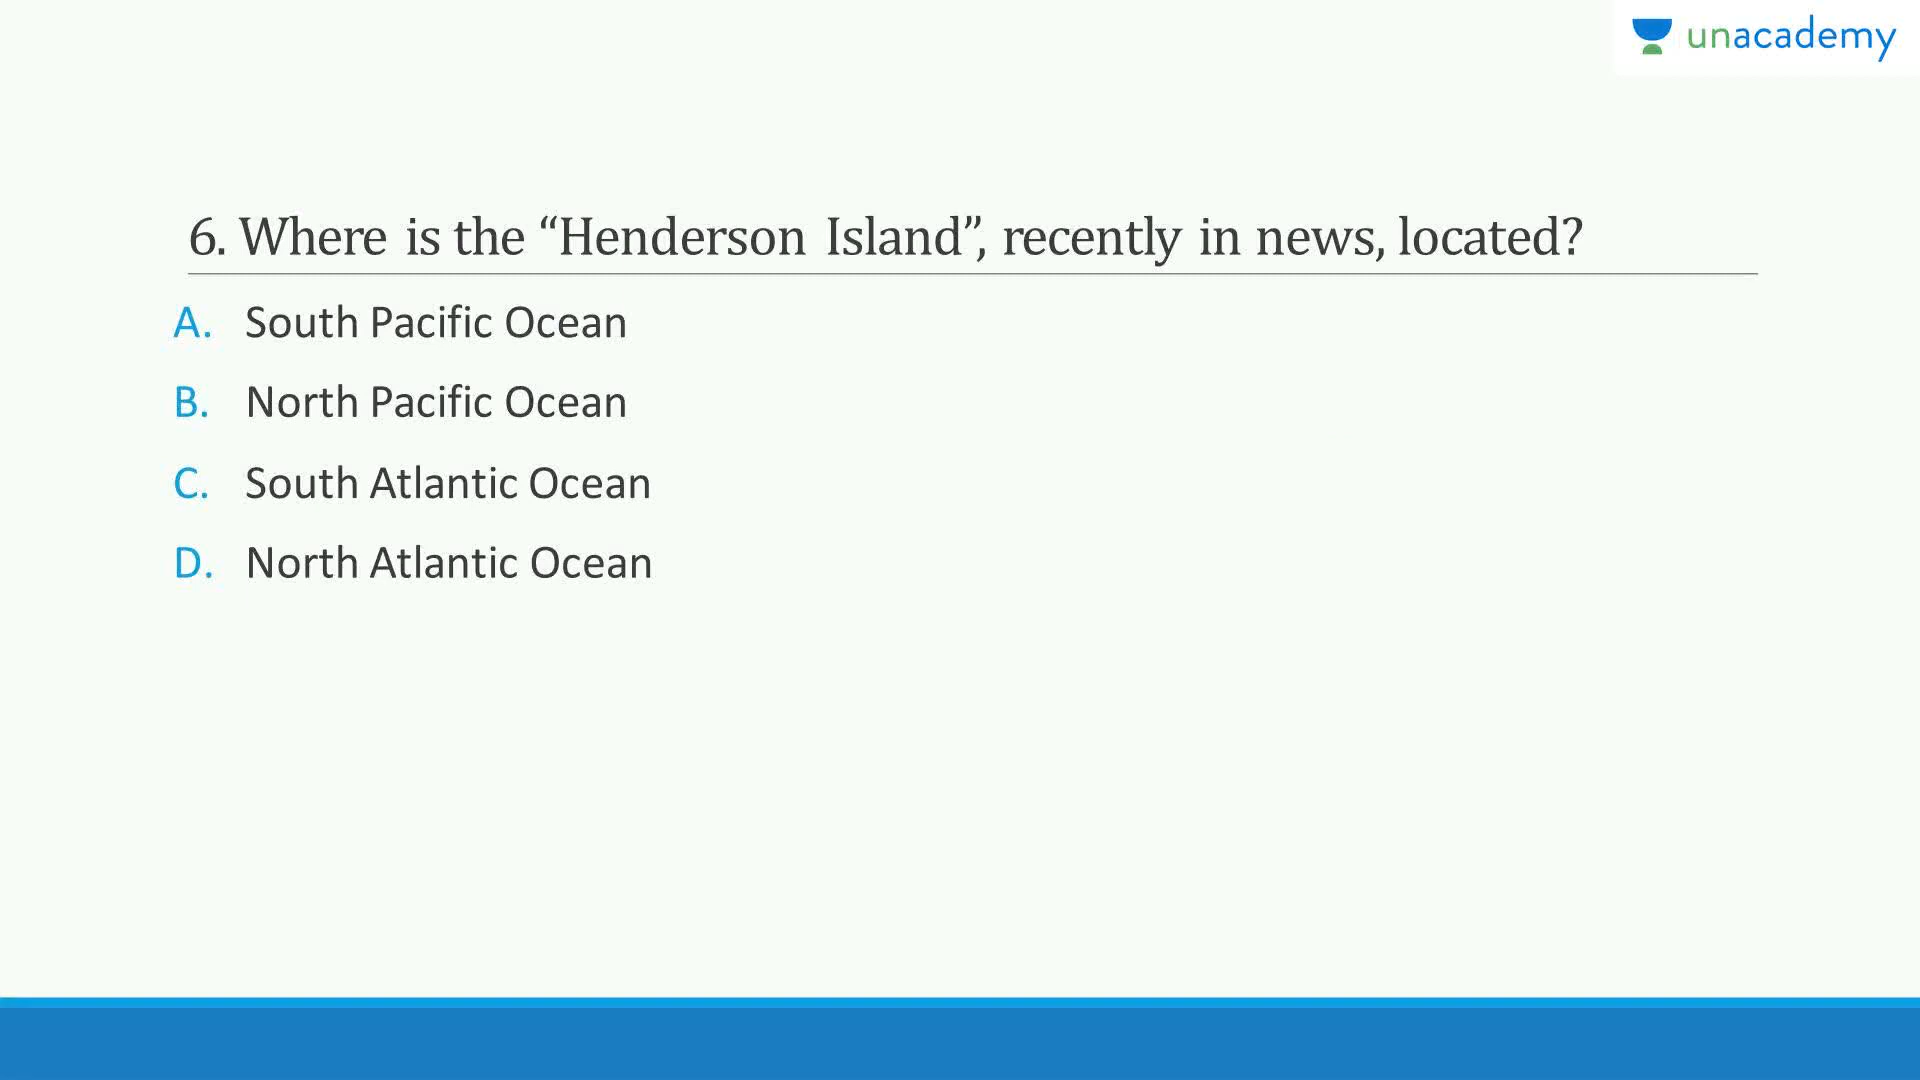 unacademy
6. Where is the “Henderson Island”, recently in news, located?
A. South Pacific Ocean
B. North Pacific Ocean
C. South Atlantic Ocean
D. North Atlantic Ocean